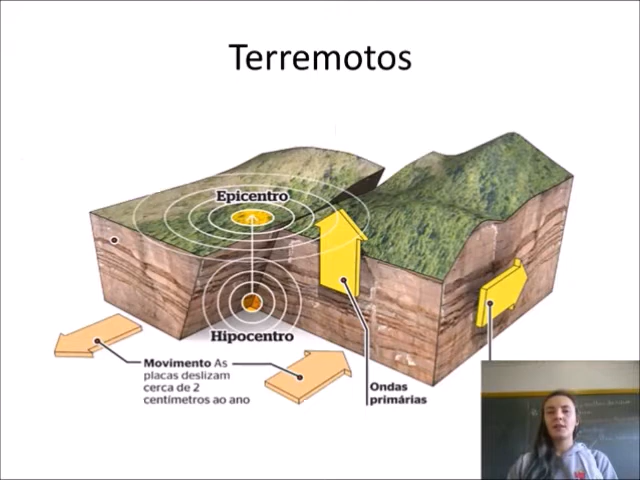 Terremotos
Epicentro
Hipocentro
Movimento As
placas deslizam
cerca de 2
centímetros ao ano
Ondas
primárias